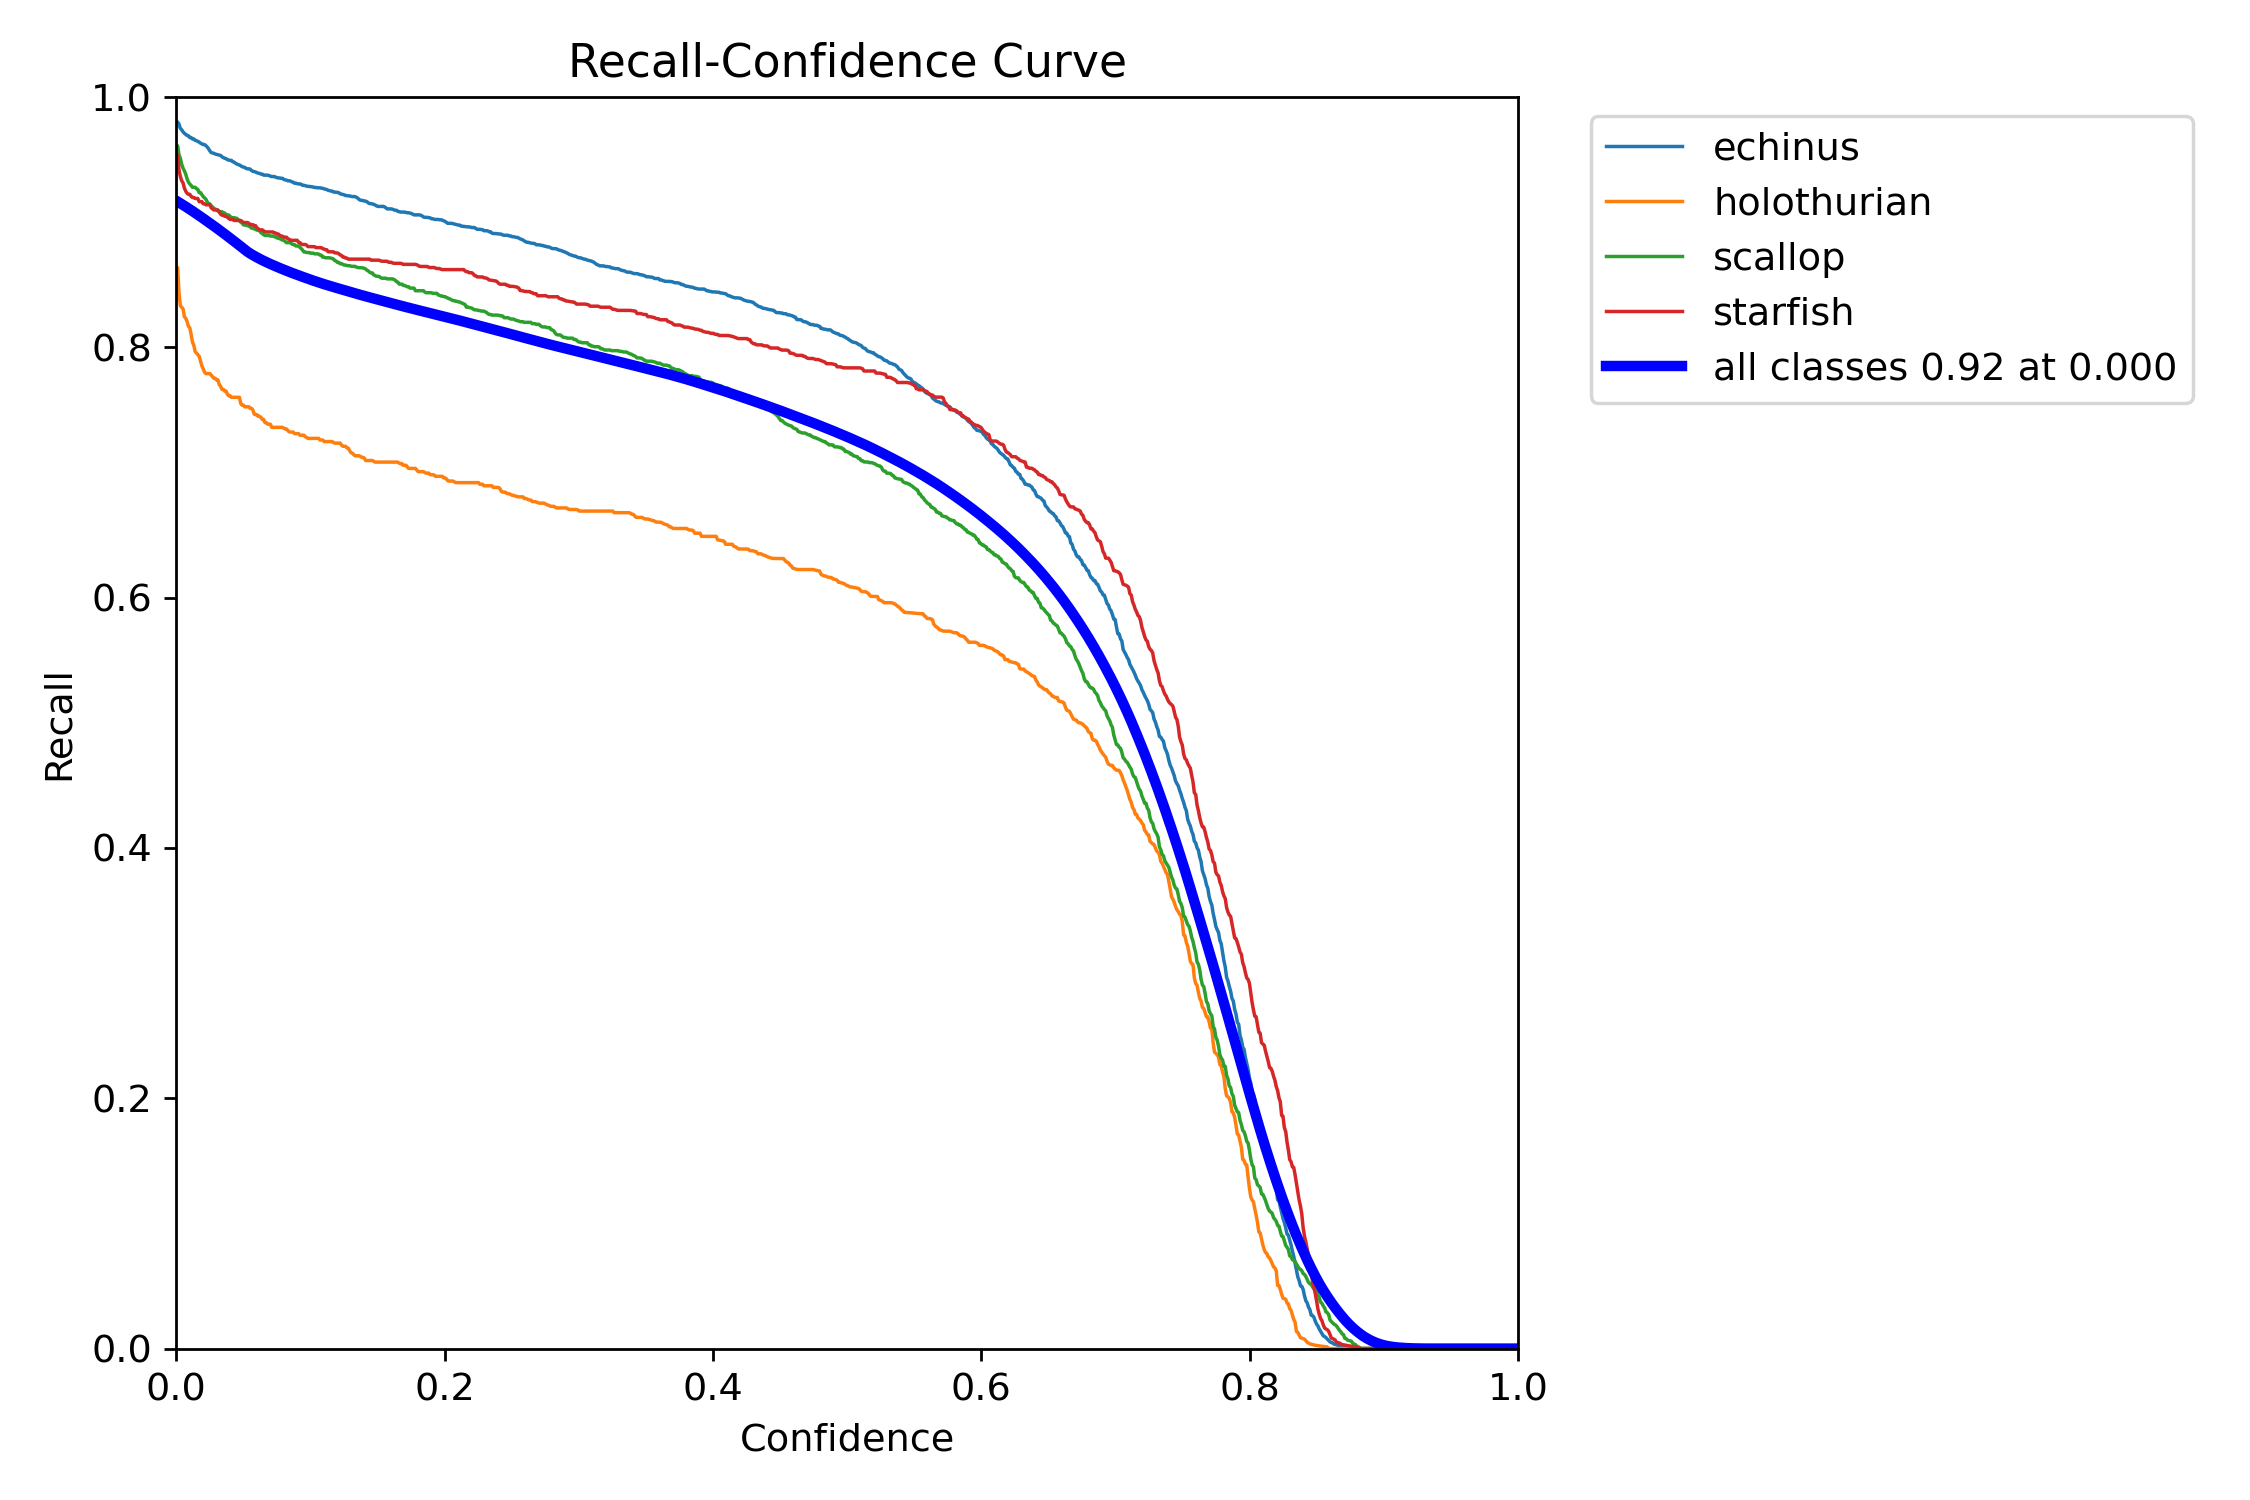 Recall-Confidence Curve
1.0
0.8
0.6
0.4
0.2
0.0
Recall
0.0 0.2 0.4 0.6 0.8 1.0
Confidence
echinus
holothurian
scallop
starfish
all classes 0.92 at 0.000